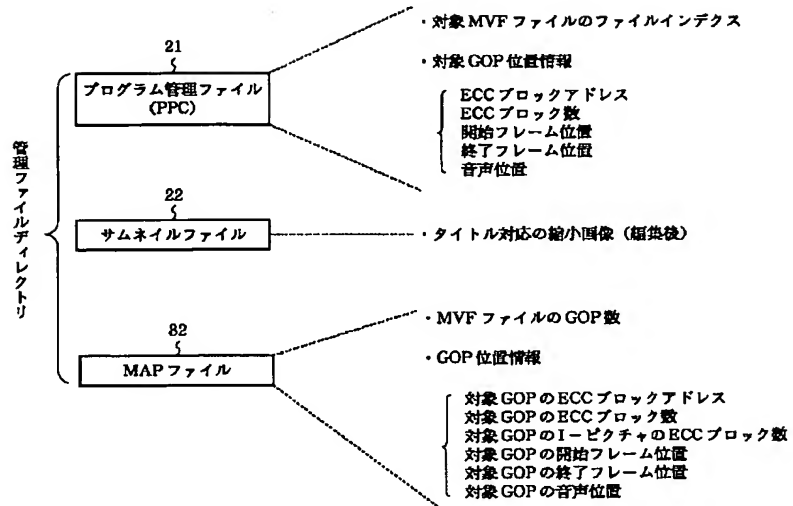 管理ファイルディレクトリ
21
プログラム管理ファイル
(PPC)
・対象MVFファイルのファイルインデクス
・対象GOP位置情報
ECCブロックアドレス
ECCブロック数
開始フレーム位置
終了フレーム位置
音声位置
22
サムネイルファイル
・タイトル対応の縮小画像（編集後）
82
MAPファイル
・MVFファイルのGOP数
・GOP位置情報
対象GOPのECCブロックアドレス
対象GOPのECCブロック数
対象GOPのI－ピクチャのECCブロック数
対象GOPの開始フレーム位置
対象GOPの終了フレーム位置
対象GOPの音声位置